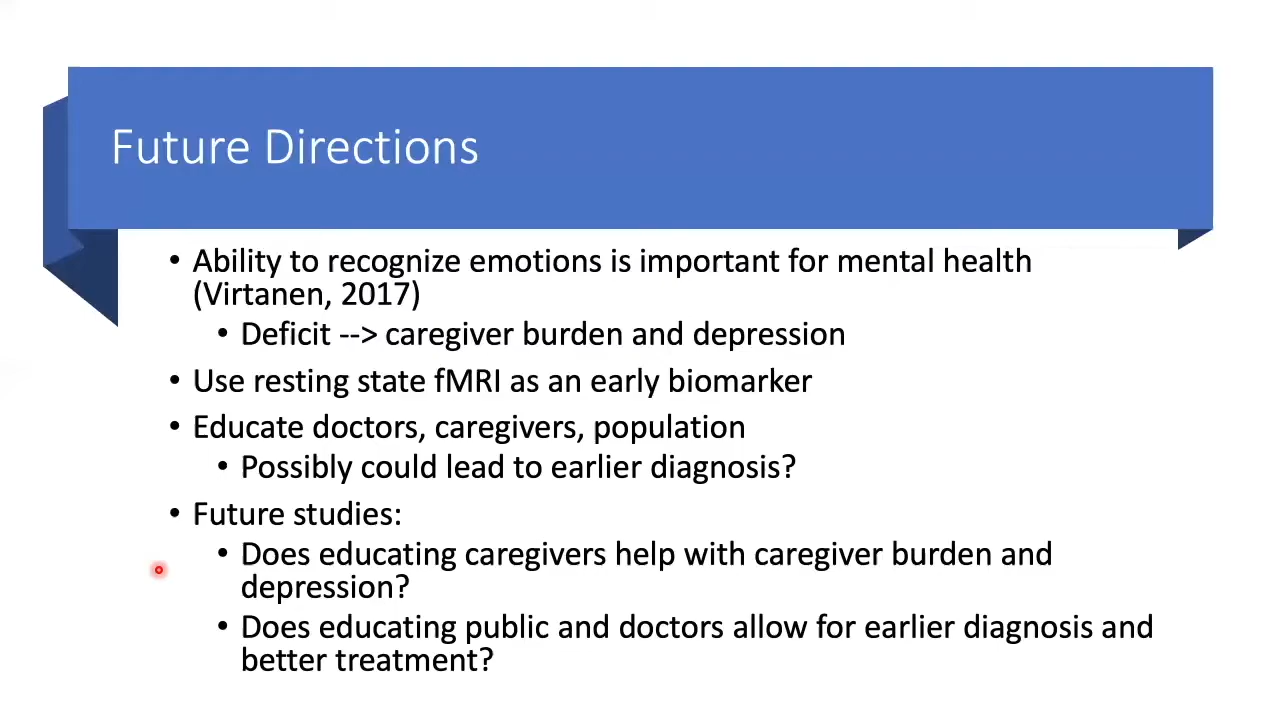 Future Directions
• Ability to recognize emotions is important for mental health
(Virtanen, 2017)
• Deficit --> caregiver burden and depression
• Use resting state fMRI as an early biomarker
• Educate doctors, caregivers, population
• Possibly could lead to earlier diagnosis?
• Future studies:
• Does educating caregivers help with caregiver burden and
depression?
• Does educating public and doctors allow for earlier diagnosis and
better treatment?